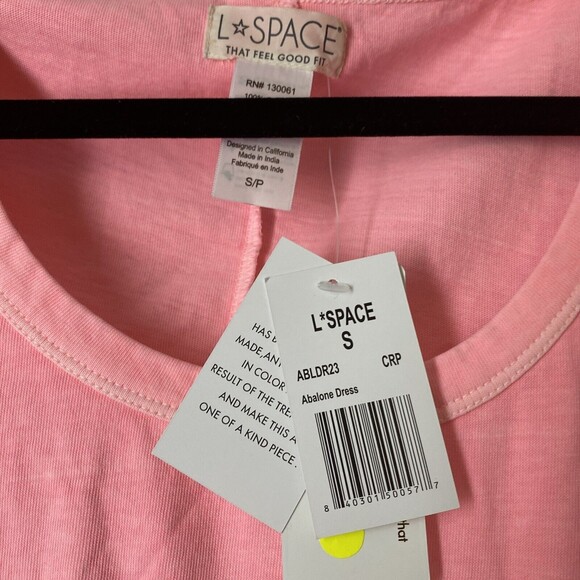 L☆SPACE®
THAT FEEL GOOD FIT
RN# 130061
Designed in California
Made in India
Fabriqué en Inde
S/P
HAS
MADE, ANY
IN COLOR
RESULT OF THE
AND MAKE THIS A
ONE OF A KIND PIECE.
L*SPACE
S
ABLDR23 CRP
Abalone Dress
8 40301 50057 7
that